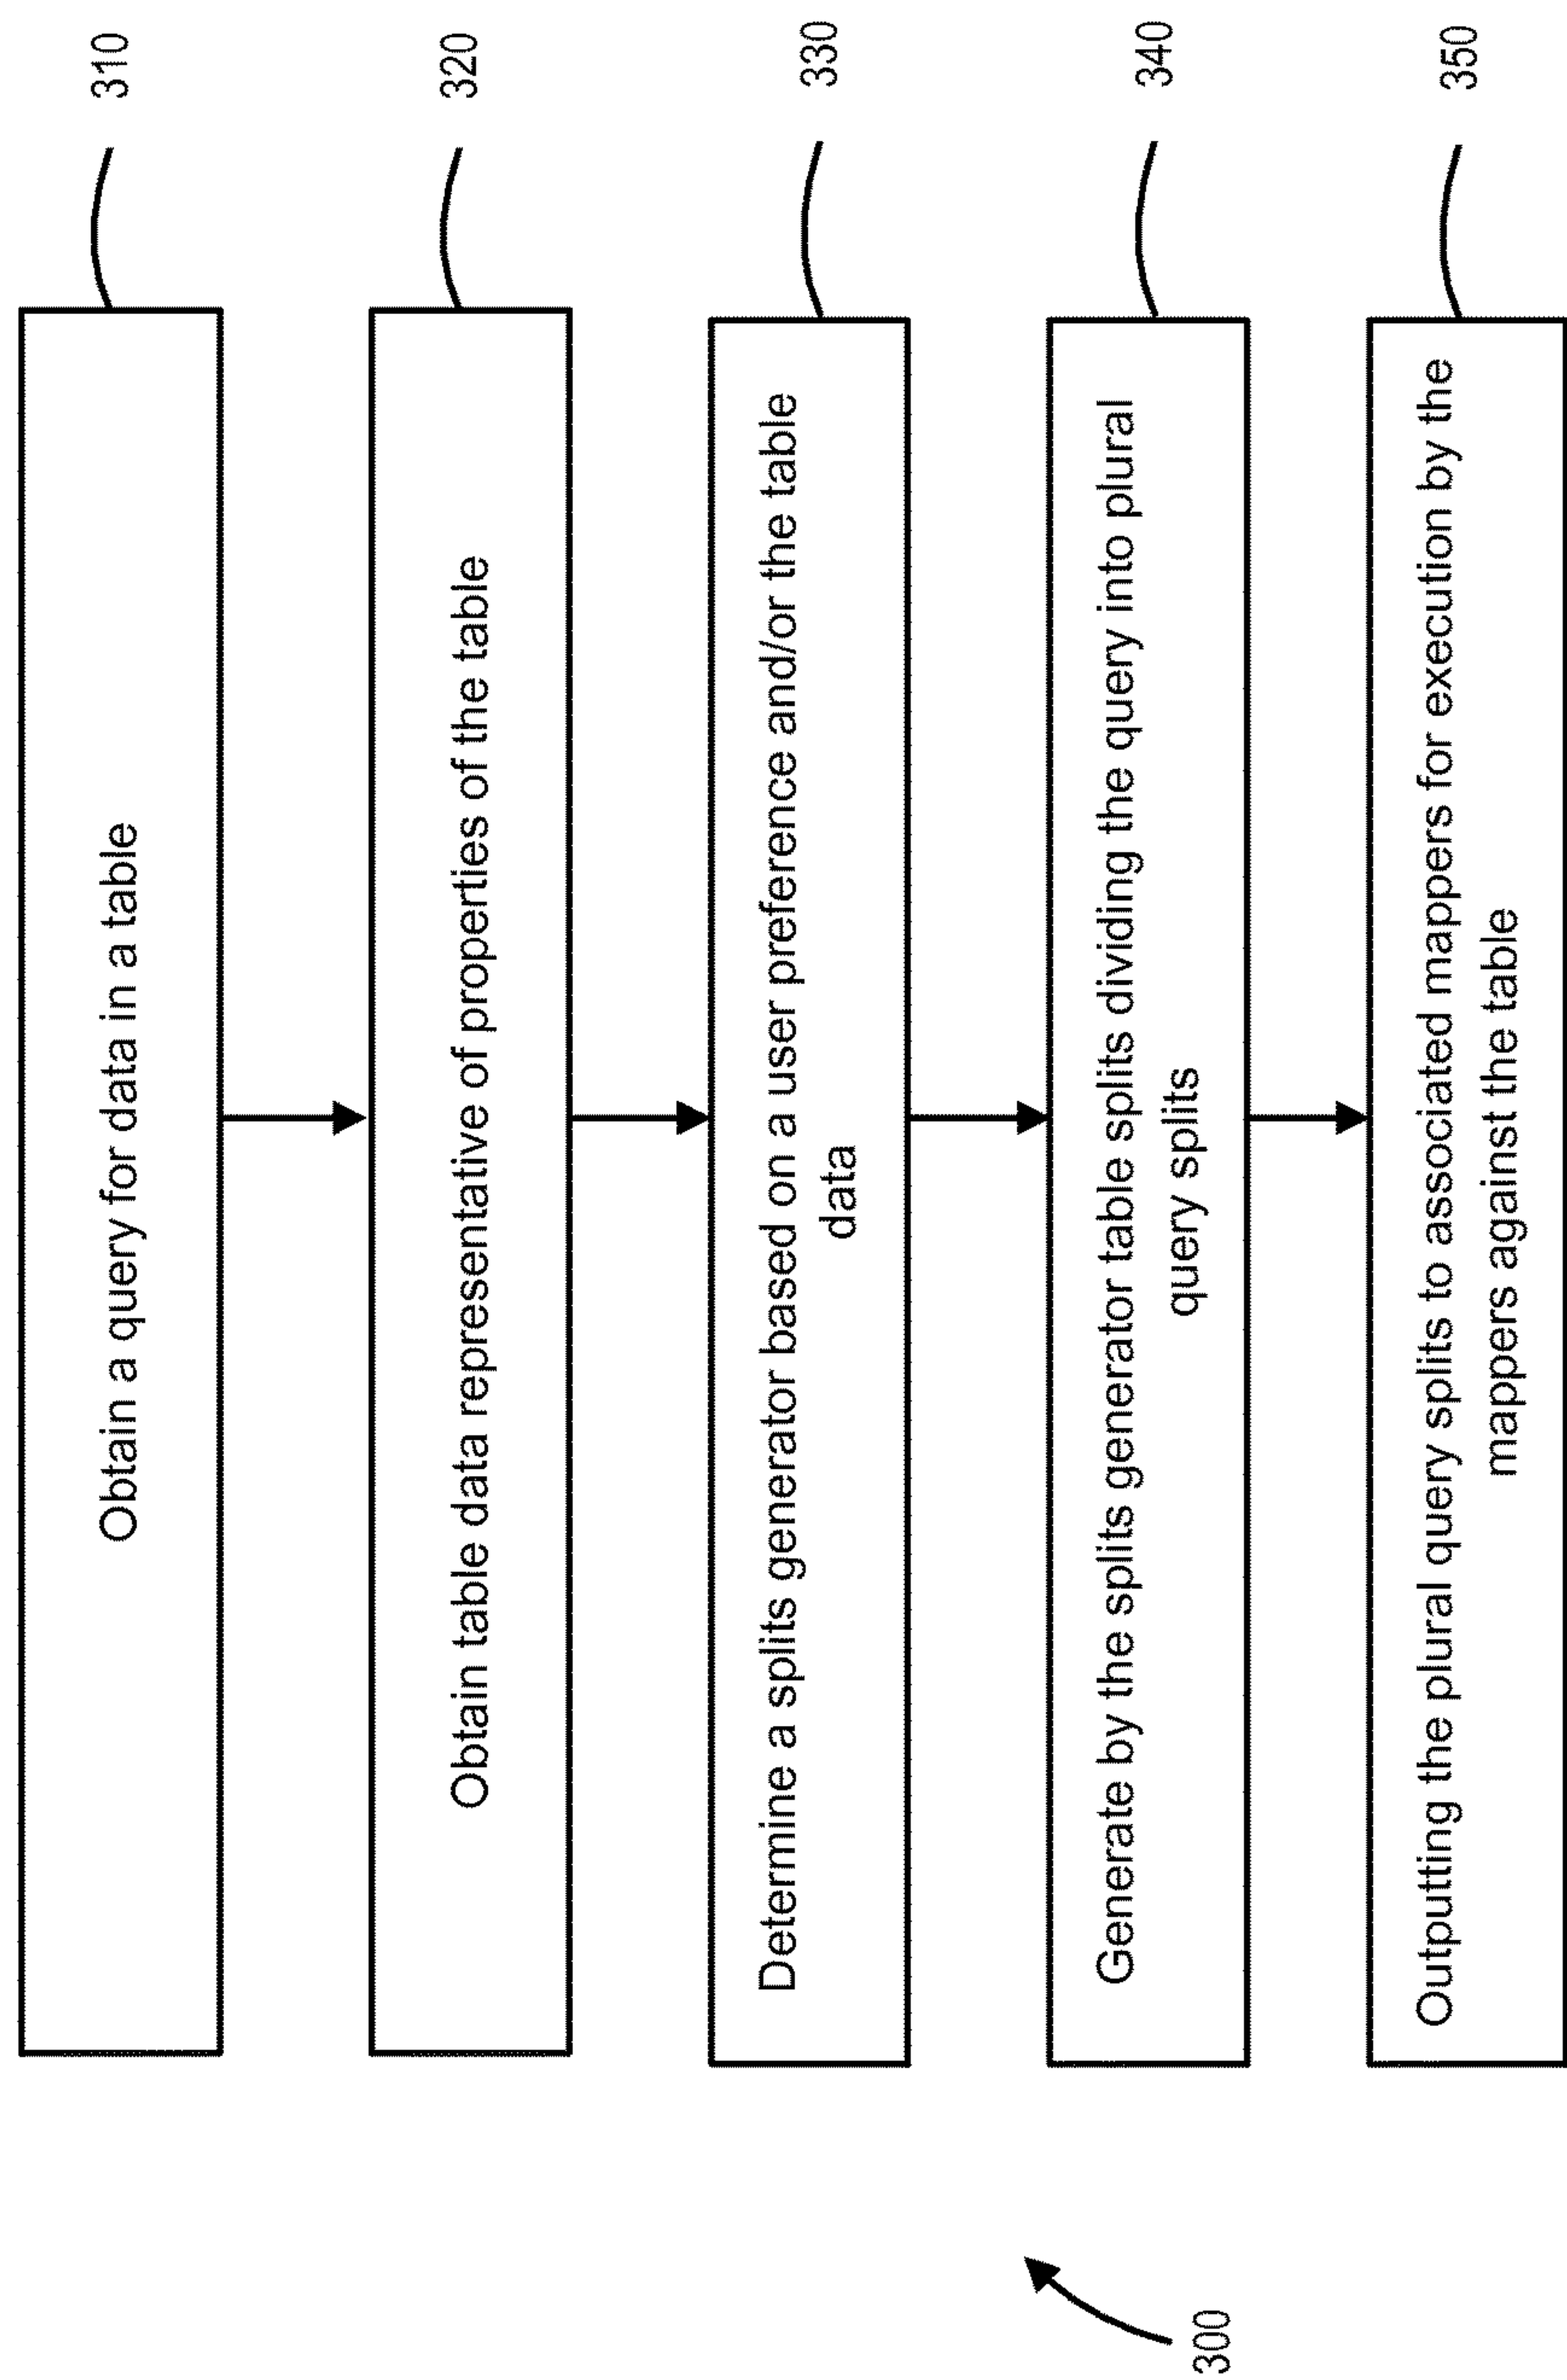 Obtain a query for data in a table
310
Obtain table data representative of properties of the table
320
Determine a splits generator based on a user preference and/or the table
data
330
Generate by the splits generator table splits dividing the query into plural
query splits
340
Outputting the plural query splits to associated mappers for execution by the
mappers against the table
350
300